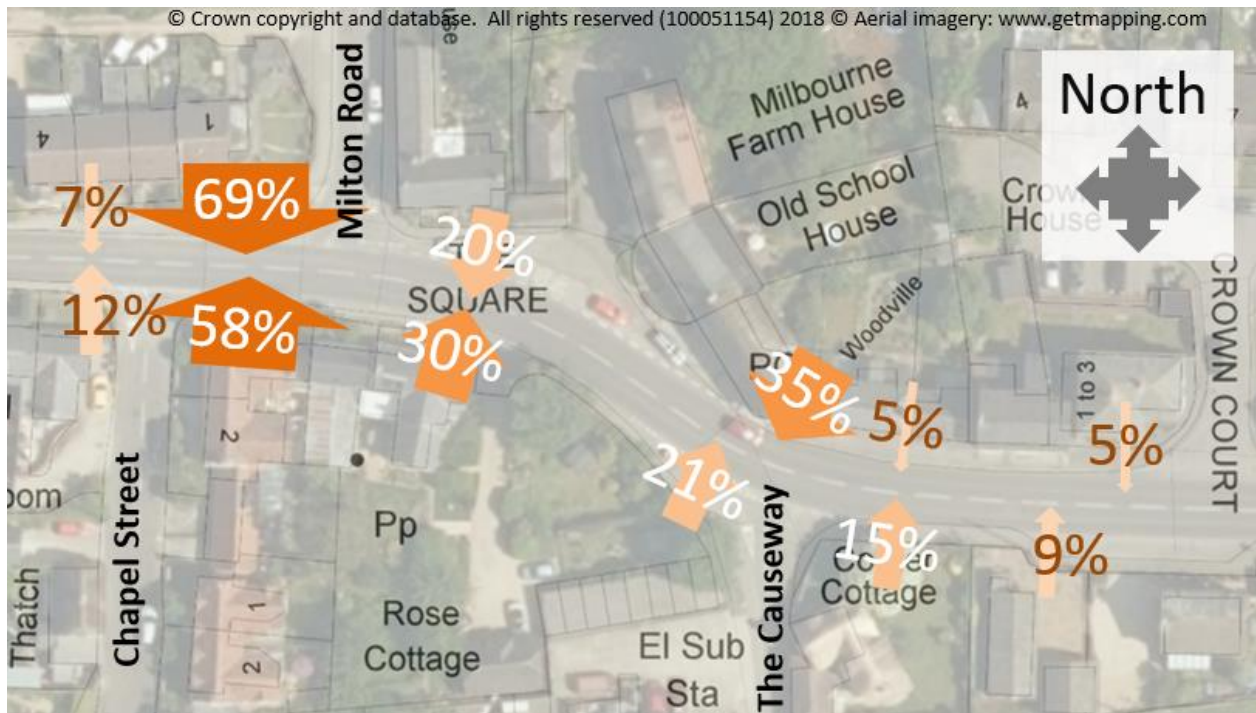 © Crown copyright and database.  All rights reserved (100051154) 2018 © Aerial imagery: www.getmapping.com
Milton Road
Milbourne
Farm House
Old School
House
North
4
4
1
Crown
House
7%
69%
20%
SQUARE
12%
58%
30%
Woodville
35%
5%
1 to 3
5%
CROWN COURT
2
21%
15%
9%
Chapel Street
Pp
The Causeway
Cottage
Thatch
1
2
Rose
Cottage
El Sub
Sta